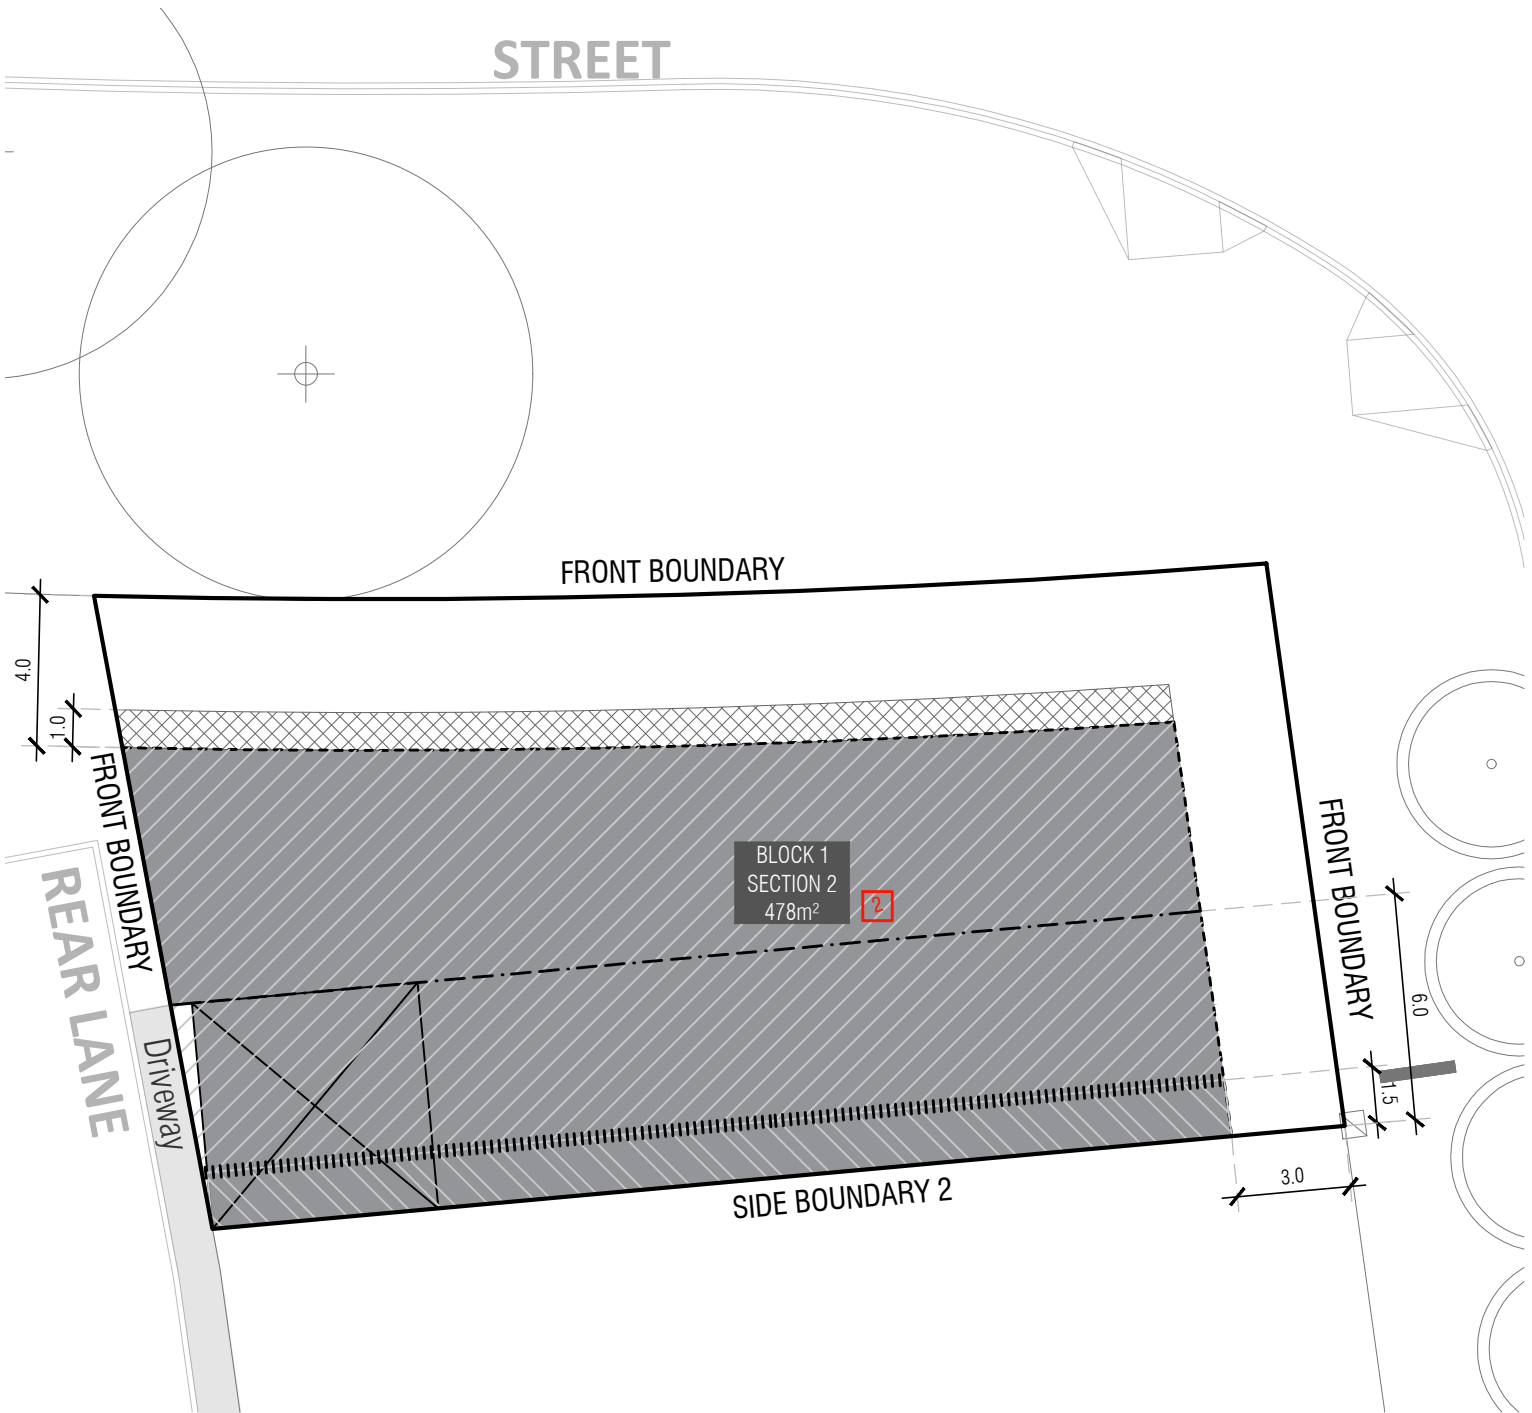 STREET
FRONT BOUNDARY
4.0
1.0
FRONT BOUNDARY
BLOCK 1
SECTION 2
478m²
2
FRONT BOUNDARY
REAR LANE
Driveway
6.0
1.5
3.0
SIDE BOUNDARY 2